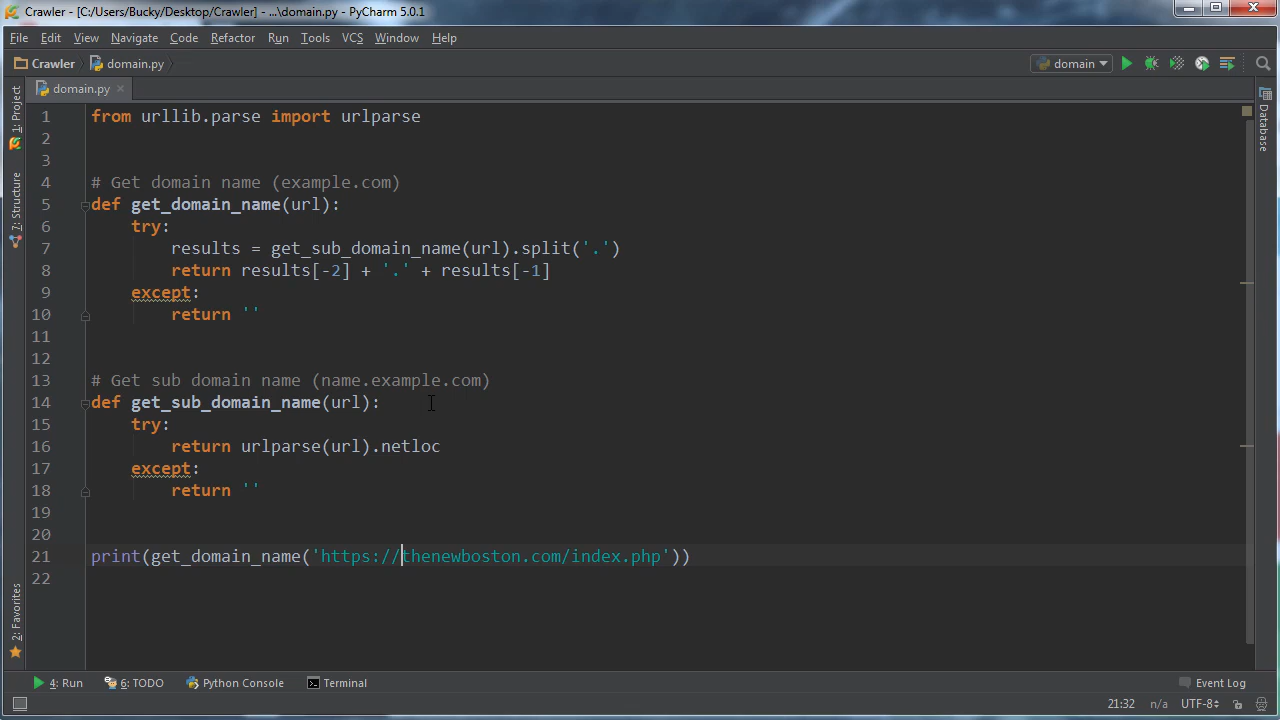 Crawler - [C:/Users/Bucky/Desktop/Crawler] - ...\domain.py - PyCharm 5.0.1
File Edit View Navigate Code Refactor Run Tools VCS Window Help
Crawler domain.py domain
domain.py
1: Project
7: Structure
2: Favorites
Database
1 from urllib.parse import urlparse
2
3
4 # Get domain name (example.com)
5 def get_domain_name(url):
6 try:
7 results = get_sub_domain_name(url).split('.')
8 return results[-2] + '.' + results[-1]
9 except:
10 return ''
11
12
13 # Get sub domain name (name.example.com)
14 def get_sub_domain_name(url):
15 try:
16 return urlparse(url).netloc
17 except:
18 return ''
19
20
21 print(get_domain_name('https://thenewboston.com/index.php'))
22
4: Run 6: TODO Python Console Terminal Event Log
21:32 n/a UTF-8